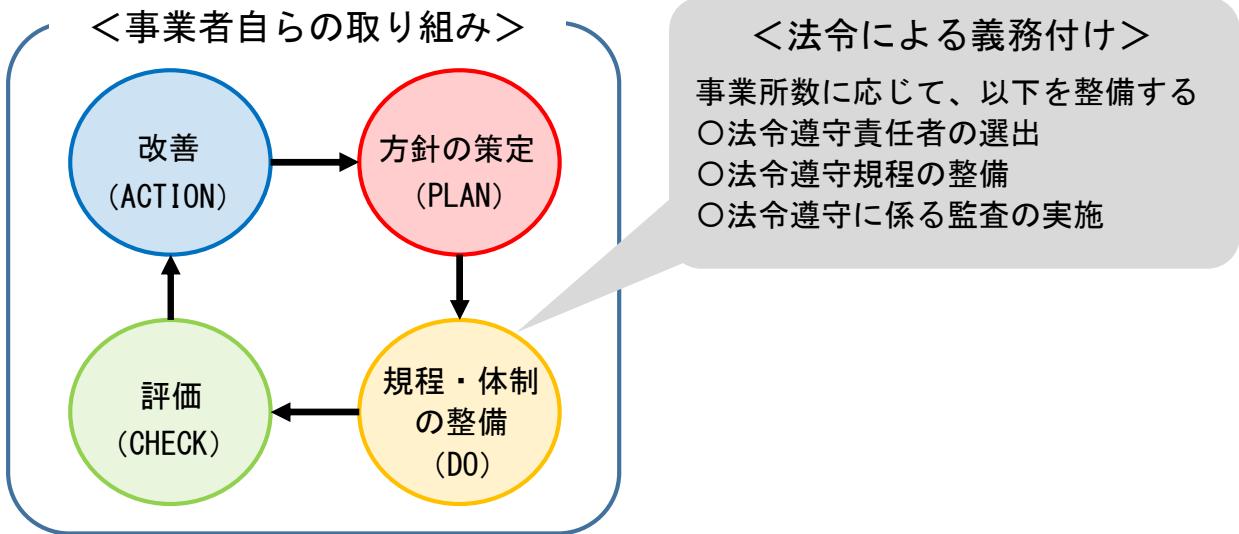 ＜事業者自らの取り組み＞
改善
(ACTION)
方針の策定
(PLAN)
規程・体制
の整備
(DO)
評価
(CHECK)
＜法令による義務付け＞
事業所数に応じて、以下を整備する
〇法令遵守責任者の選出
〇法令遵守規程の整備
〇法令遵守に係る監査の実施